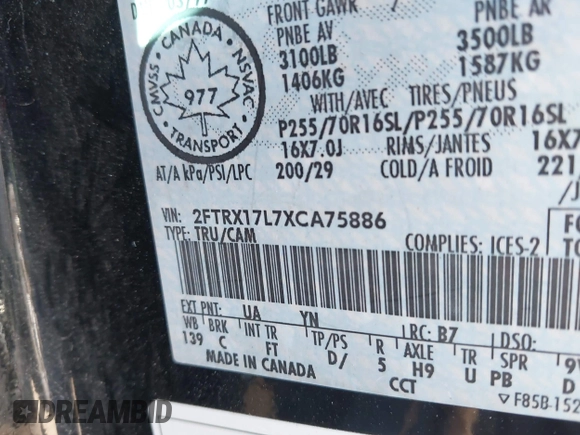 FRONT GAWR
PNBE AV
3100LB
1406KG
PNBE AR
3500LB
1587KG
CANADA
CMVSS
NSVAC
977
TRANSPORT
WITH/AVEC TIRES/PNEUS
P255/70R16SL/P255/70R16SL
16X7.0J RIMS/JANTES 16X7
AT/A kPa/PSI/LPC 200/29 COLD/A FROID 221
VIN: 2FTRX17L7XCA75886
TYPE: TRU/CAM
COMPLIES: ICES-2
EXT PNT: UA YN RC: B7 DSO:
WB BRK INT TR TP/PS R AXLE TR SPR
139 C FT D/ 5 H9 U PB D
MADE IN CANADA CCT
▽F85B-152